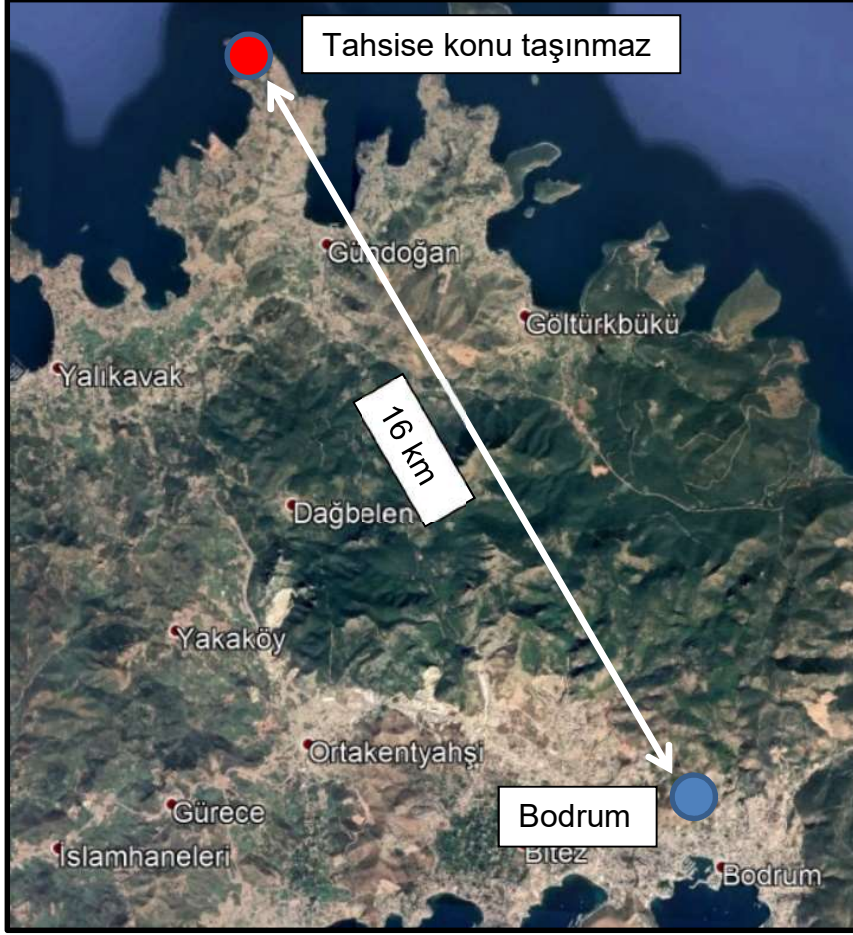 Tahsise konu taşınmaz
Gündoğan
Göltürkbükü
Yalıkavak
16 km
Dağbelen
Yakaköy
Ortakentyahşi
Gürece
Bodrum
İslamhaneleri
Bitez
Bodrum